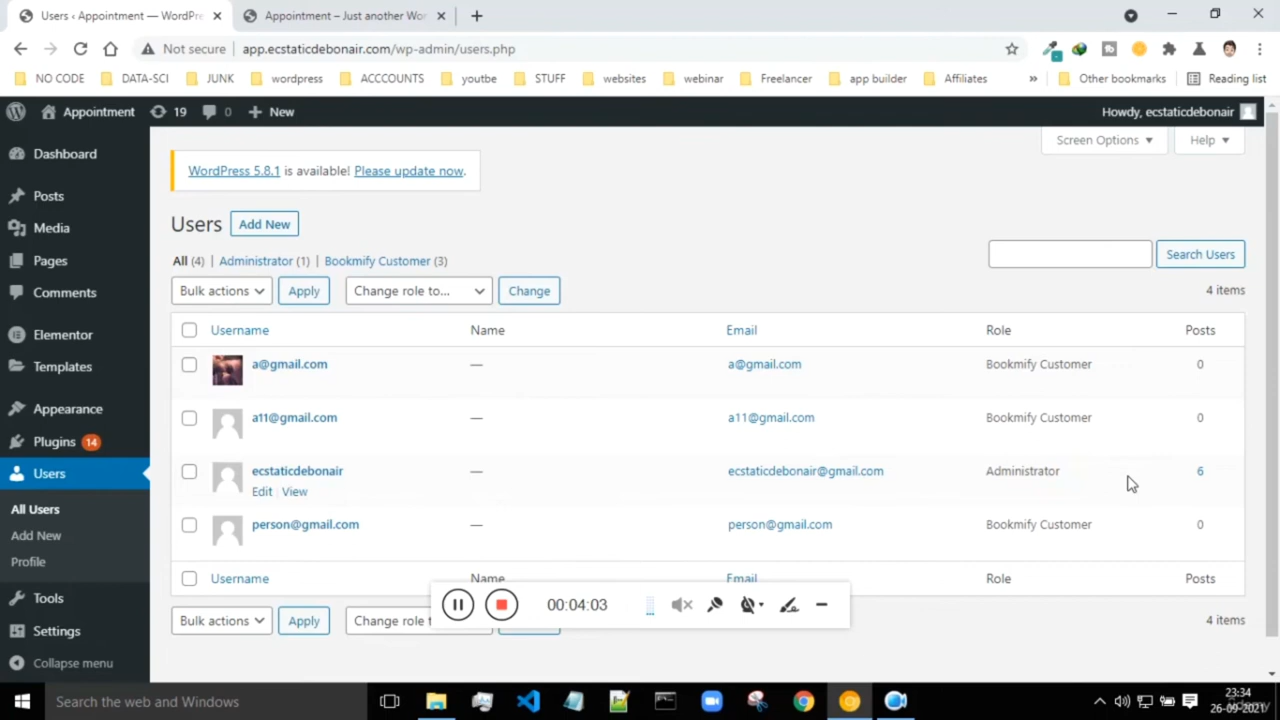 Users ‹ Appointment — WordPre
Appointment – Just another Wor
Not secure app.ecstaticdebonair.com/wp-admin/users.php
NO CODE DATA-SCI JUNK wordpress ACCCOUNTS youtbe STUFF websites webinar Freelancer app builder Affiliates » Other bookmarks Reading list
Appointment 19 0 + New Howdy, ecstaticdebonair
Screen Options Help
Dashboard
Posts
Media
Pages
Comments
Elementor
Templates
Appearance
Plugins 14
Users
All Users
Add New
Profile
Tools
Settings
Collapse menu
WordPress 5.8.1 is available! Please update now.
Users Add New
All (4) | Administrator (1) | Bookmify Customer (3)
Search Users
Bulk actions Apply Change role to... Change 4 items
Username Name Email Role Posts
a@gmail.com — a@gmail.com Bookmify Customer 0
a11@gmail.com — a11@gmail.com Bookmify Customer 0
ecstaticdebonair — ecstaticdebonair@gmail.com Administrator 6
Edit | View
person@gmail.com — person@gmail.com Bookmify Customer 0
Username Name Email Role Posts
00:04:03
Bulk actions Apply Change role t 4 items
Search the web and Windows
23:34
26-09-2021